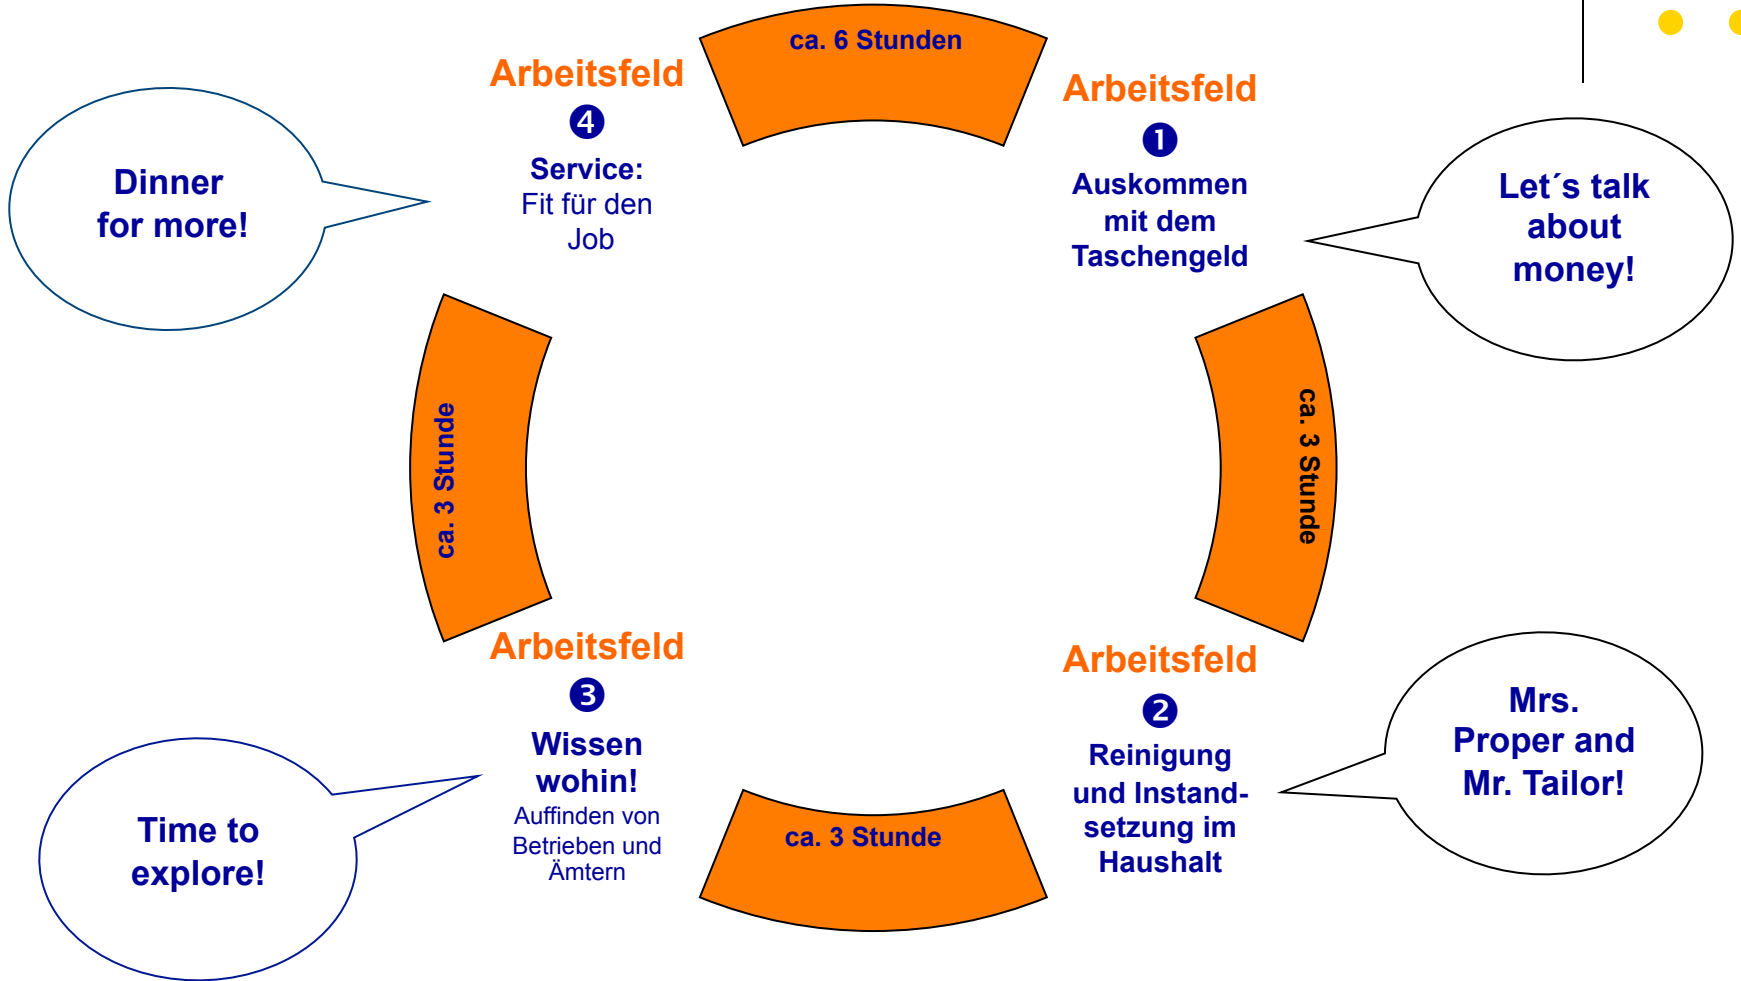 ca. 6 Stunden
Arbeitsfeld
❹
Service:
Fit für den
Job
Dinner
for more!
Arbeitsfeld
❶
Auskommen
mit dem
Taschengeld
Let´s talk
about
money!
ca. 3 Stunde
ca. 3 Stunde
Arbeitsfeld
❸
Wissen
wohin!
Auffinden von
Betrieben und
Ämtern
Time to
explore!
ca. 3 Stunde
Arbeitsfeld
❷
Reinigung
und Instand-
setzung im
Haushalt
Mrs.
Proper and
Mr. Tailor!